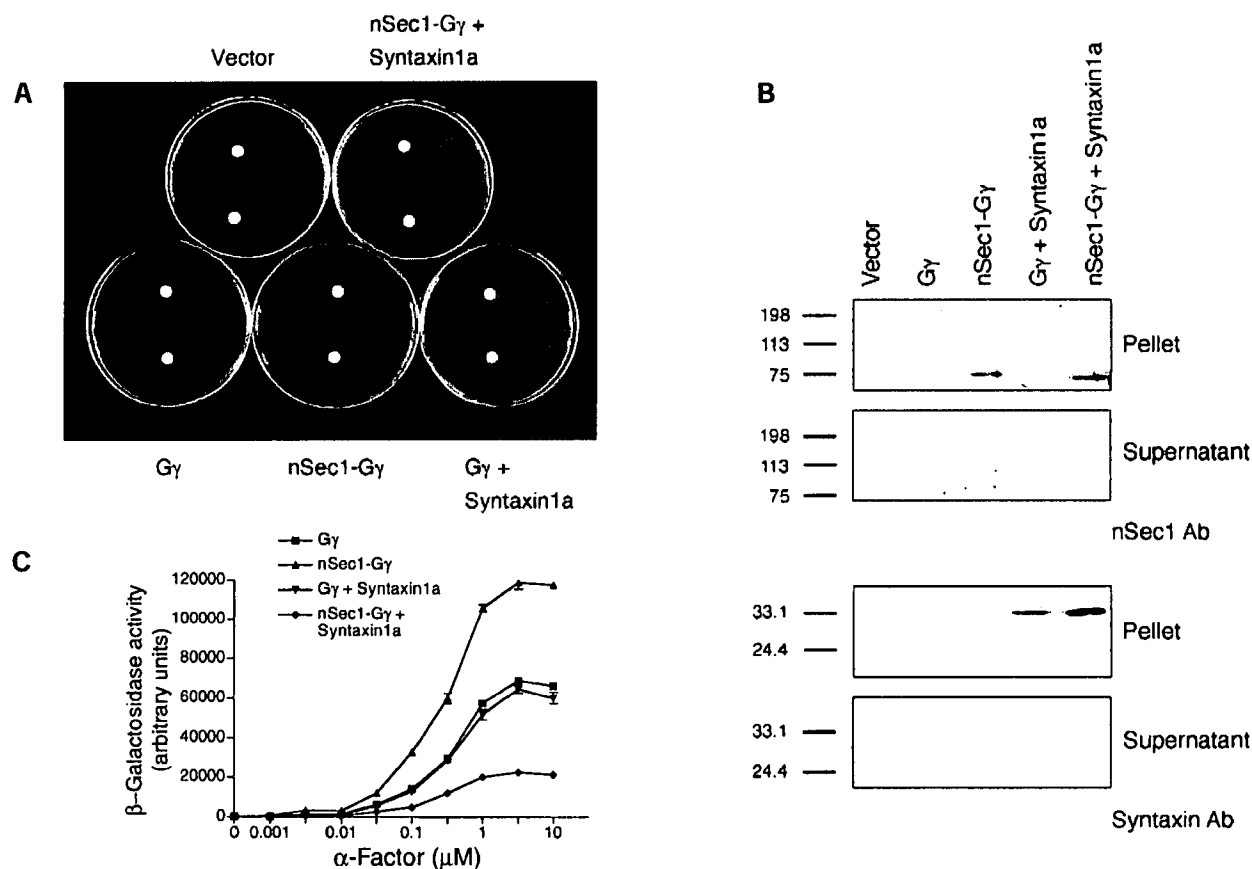 A
Vector
nSec1-Gγ +
Syntaxin1a
Gγ
nSec1-Gγ
Gγ +
Syntaxin1a
B
Vector
Gγ
nSec1-Gγ
Gγ + Syntaxin1a
nSec1-Gγ + Syntaxin1a
198
113
75
Pellet
198
113
75
Supernatant
nSec1 Ab
33.1
24.4
Pellet
33.1
24.4
Supernatant
Syntaxin Ab
C
Gγ
nSec1-Gγ
Gγ + Syntaxin1a
nSec1-Gγ +
Syntaxin1a
β-Galactosidase activity
(arbitrary units)
120000
100000
80000
60000
40000
20000
0
0 0.001 0.01 0.1 1 10
α-Factor (μM)